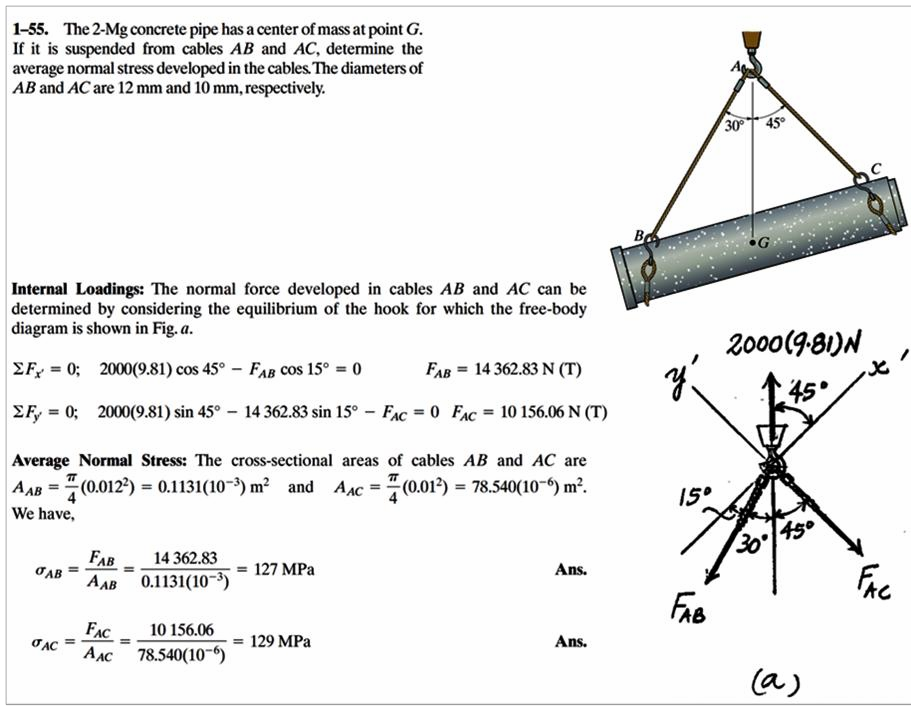 1–55. The 2-Mg concrete pipe has a center of mass at point G.
If it is suspended from cables AB and AC, determine the
average normal stress developed in the cables. The diameters of
AB and AC are 12 mm and 10 mm, respectively.
A
30° 45°
C
B
G
Internal Loadings: The normal force developed in cables AB and AC can be
determined by considering the equilibrium of the hook for which the free-body
diagram is shown in Fig. a.
ΣFx′ = 0; 2000(9.81) cos 45° − FAB cos 15° = 0 FAB = 14 362.83 N (T)
ΣFy′ = 0; 2000(9.81) sin 45° − 14 362.83 sin 15° − FAC = 0 FAC = 10 156.06 N (T)
Average Normal Stress: The cross-sectional areas of cables AB and AC are
AAB = π/4 (0.012²) = 0.1131(10⁻³) m² and AAC = π/4 (0.01²) = 78.540(10⁻⁶) m².
We have,
σAB = FAB/AAB = 14 362.83/0.1131(10⁻³) = 127 MPa Ans.
σAC = FAC/AAC = 10 156.06/78.540(10⁻⁶) = 129 MPa Ans.
2000(9.81)N
y′ x′
45°
15°
30° 45°
FAB FAC
(a)